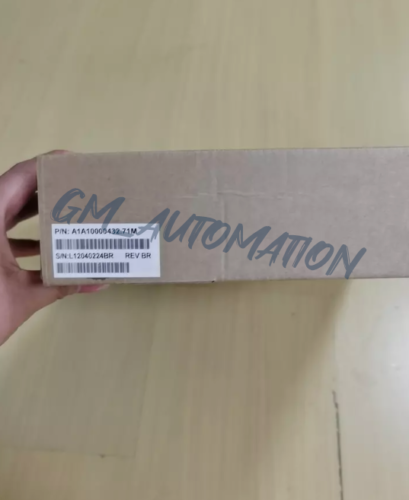 GM AUTOMATION
P/N: A1A10000432.71M
S/N:L12040224BR REV BR